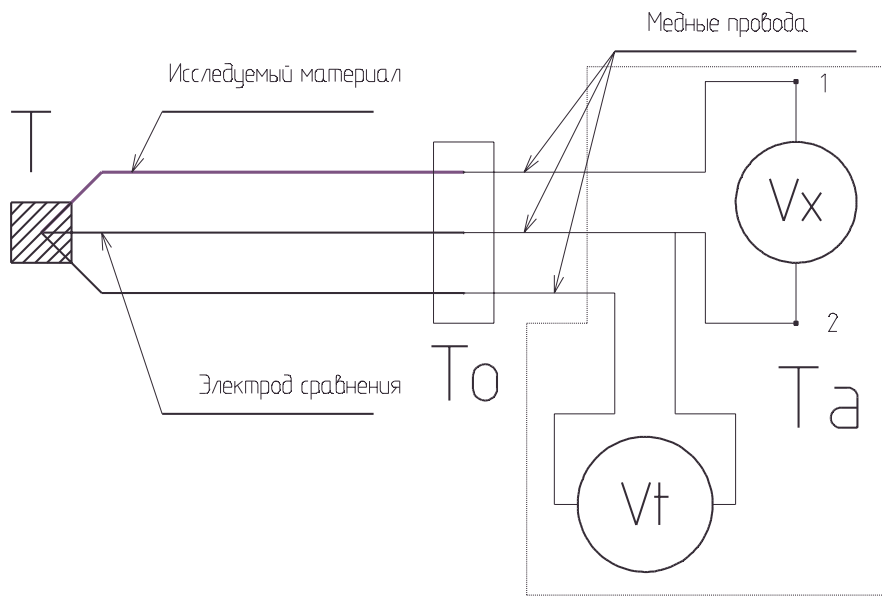 Медные провода
Исследуемый материал
1
T
Vx
2
Электрод сравнения
To
Ta
Vt